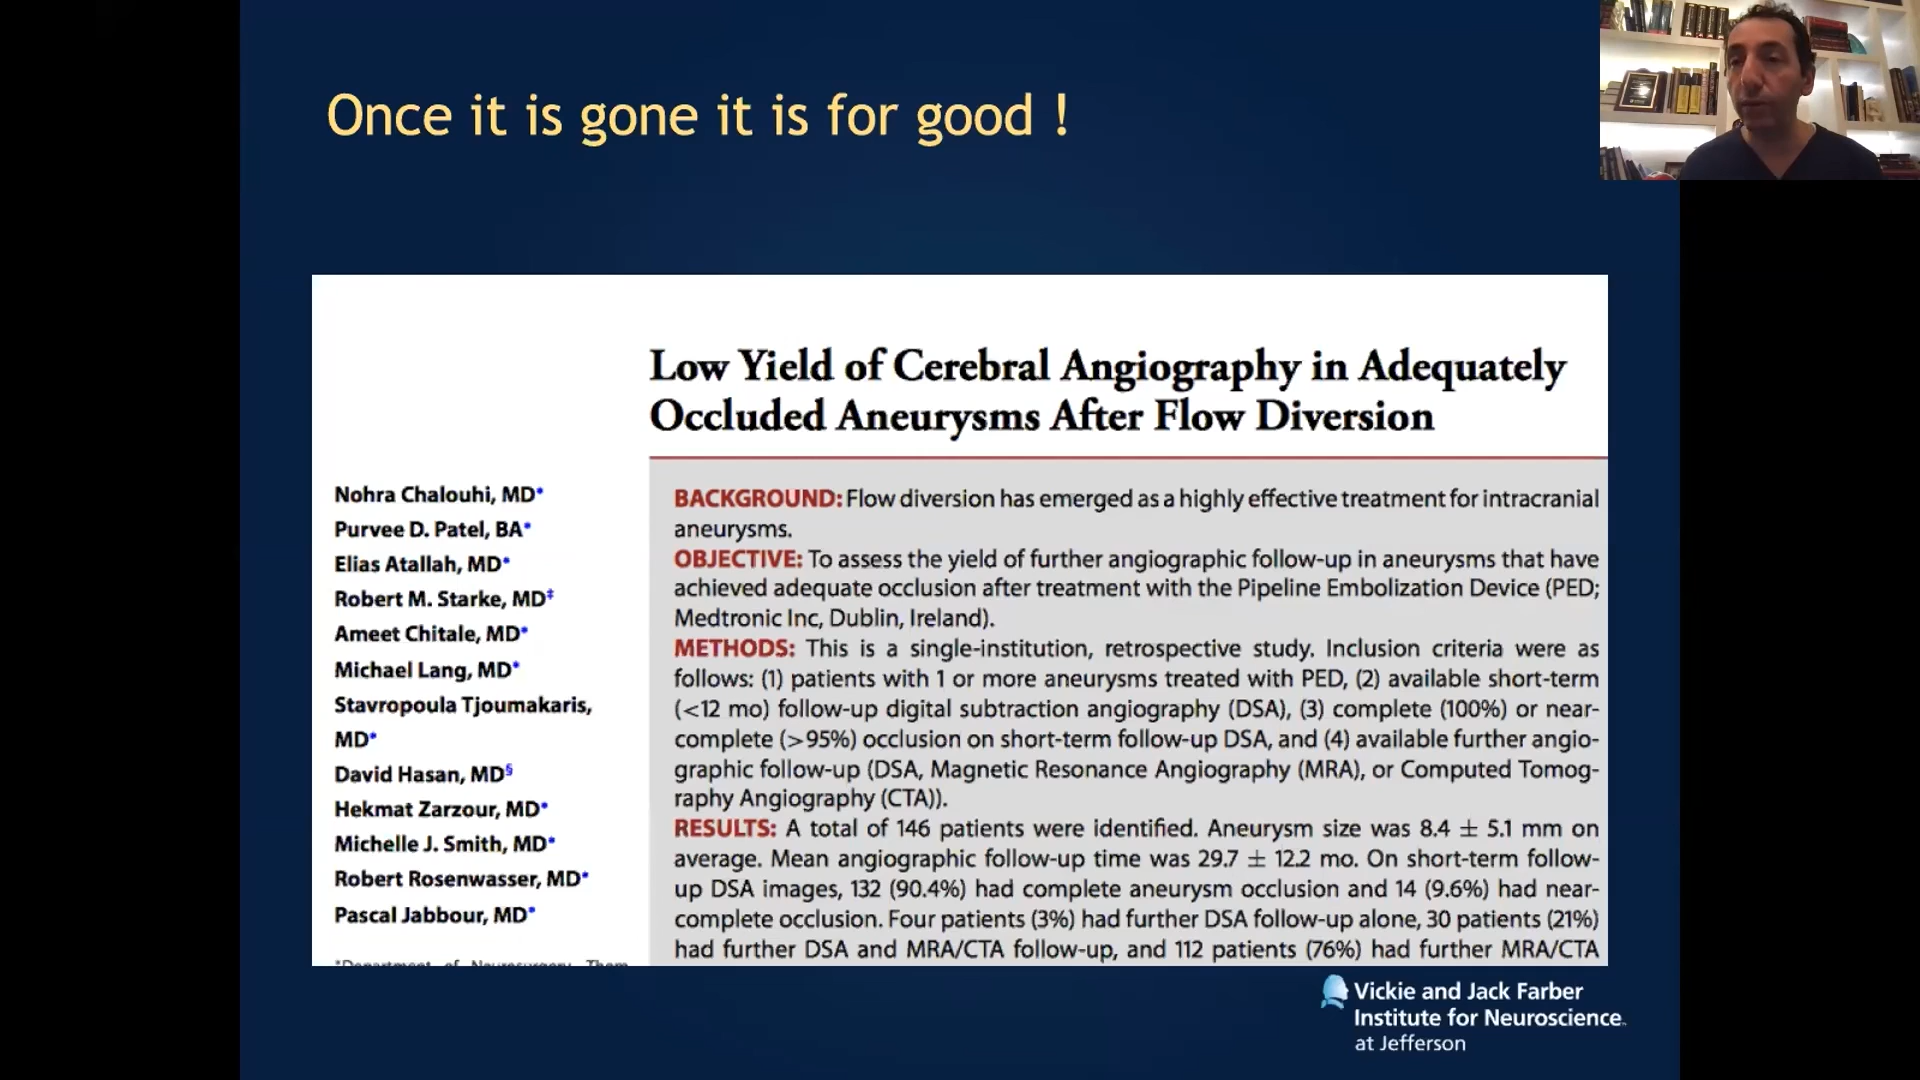 Once it is gone it is for good !
Low Yield of Cerebral Angiography in Adequately
Occluded Aneurysms After Flow Diversion
Nohra Chalouhi, MD*
Purvee D. Patel, BA*
Elias Atallah, MD*
Robert M. Starke, MD‡
Ameet Chitale, MD*
Michael Lang, MD*
Stavropoula Tjoumakaris,
MD*
David Hasan, MD§
Hekmat Zarzour, MD*
Michelle J. Smith, MD*
Robert Rosenwasser, MD*
Pascal Jabbour, MD*
*Department of Neurosurgery, Thom
BACKGROUND: Flow diversion has emerged as a highly effective treatment for intracranial
aneurysms.
OBJECTIVE: To assess the yield of further angiographic follow-up in aneurysms that have
achieved adequate occlusion after treatment with the Pipeline Embolization Device (PED;
Medtronic Inc, Dublin, Ireland).
METHODS: This is a single-institution, retrospective study. Inclusion criteria were as
follows: (1) patients with 1 or more aneurysms treated with PED, (2) available short-term
(<12 mo) follow-up digital subtraction angiography (DSA), (3) complete (100%) or near-
complete (>95%) occlusion on short-term follow-up DSA, and (4) available further angio-
graphic follow-up (DSA, Magnetic Resonance Angiography (MRA), or Computed Tomog-
raphy Angiography (CTA)).
RESULTS: A total of 146 patients were identified. Aneurysm size was 8.4 ± 5.1 mm on
average. Mean angiographic follow-up time was 29.7 ± 12.2 mo. On short-term follow-
up DSA images, 132 (90.4%) had complete aneurysm occlusion and 14 (9.6%) had near-
complete occlusion. Four patients (3%) had further DSA follow-up alone, 30 patients (21%)
had further DSA and MRA/CTA follow-up, and 112 patients (76%) had further MRA/CTA
Vickie and Jack Farber
Institute for Neuroscience
at Jefferson